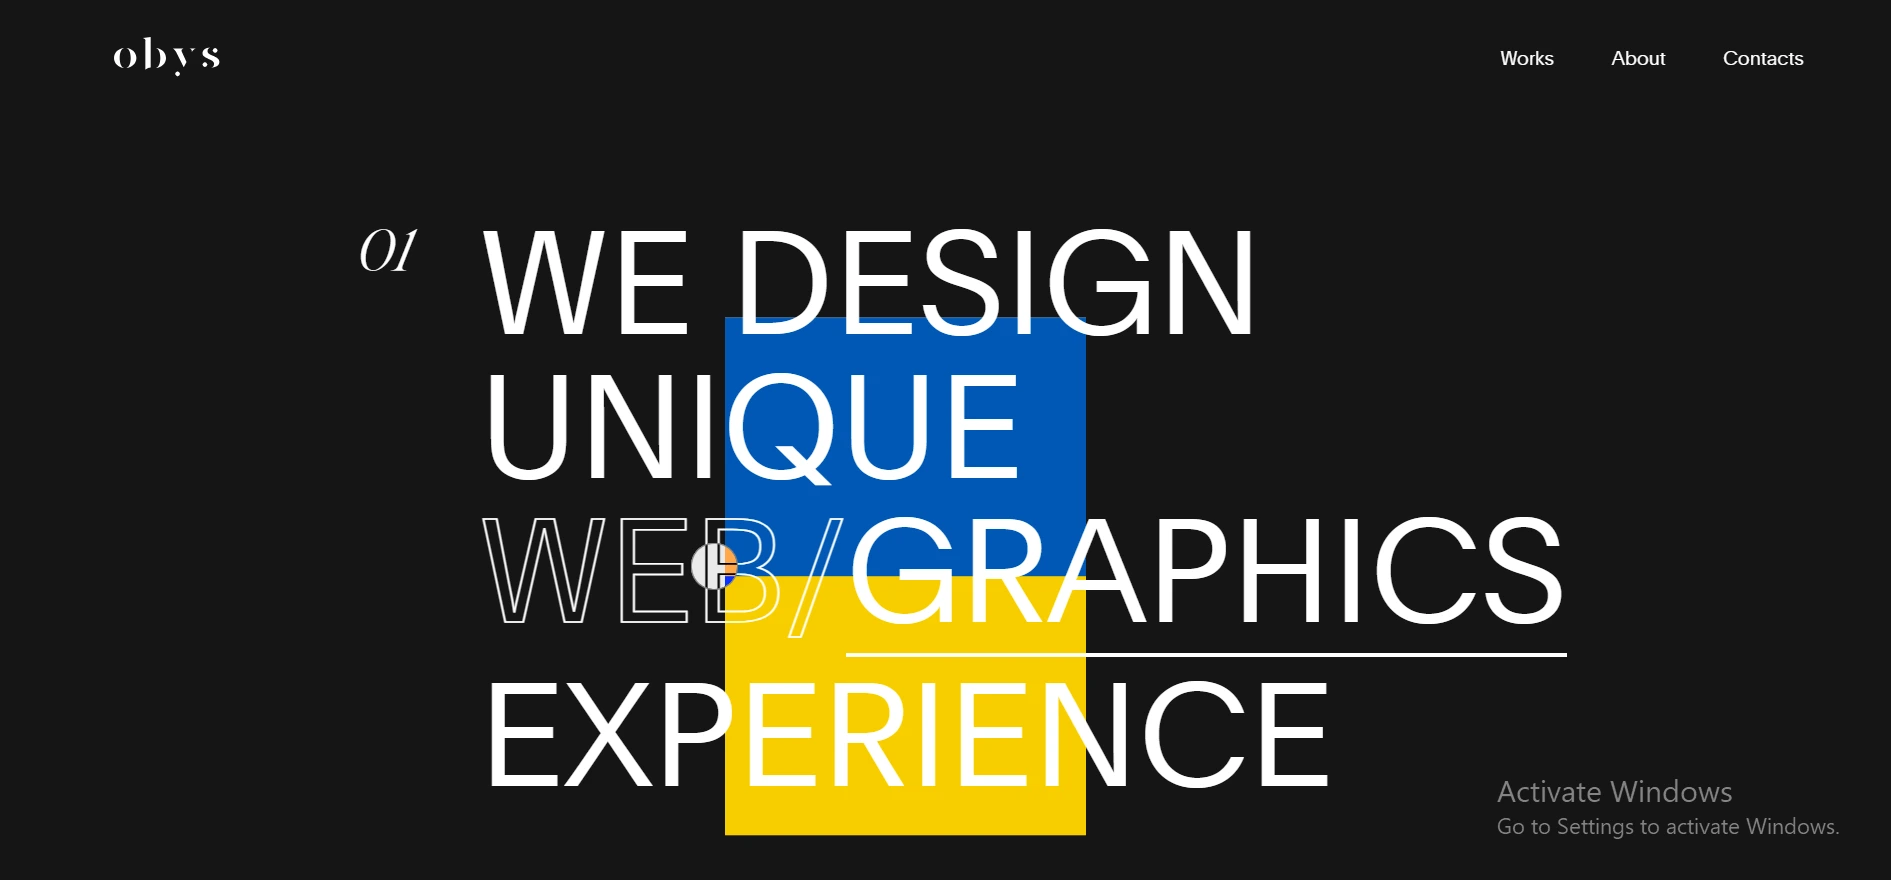 obys
Works
About
Contacts
01
WE DESIGN
UNIQUE
WEB/GRAPHICS
EXPERIENCE
Activate Windows
Go to Settings to activate Windows.